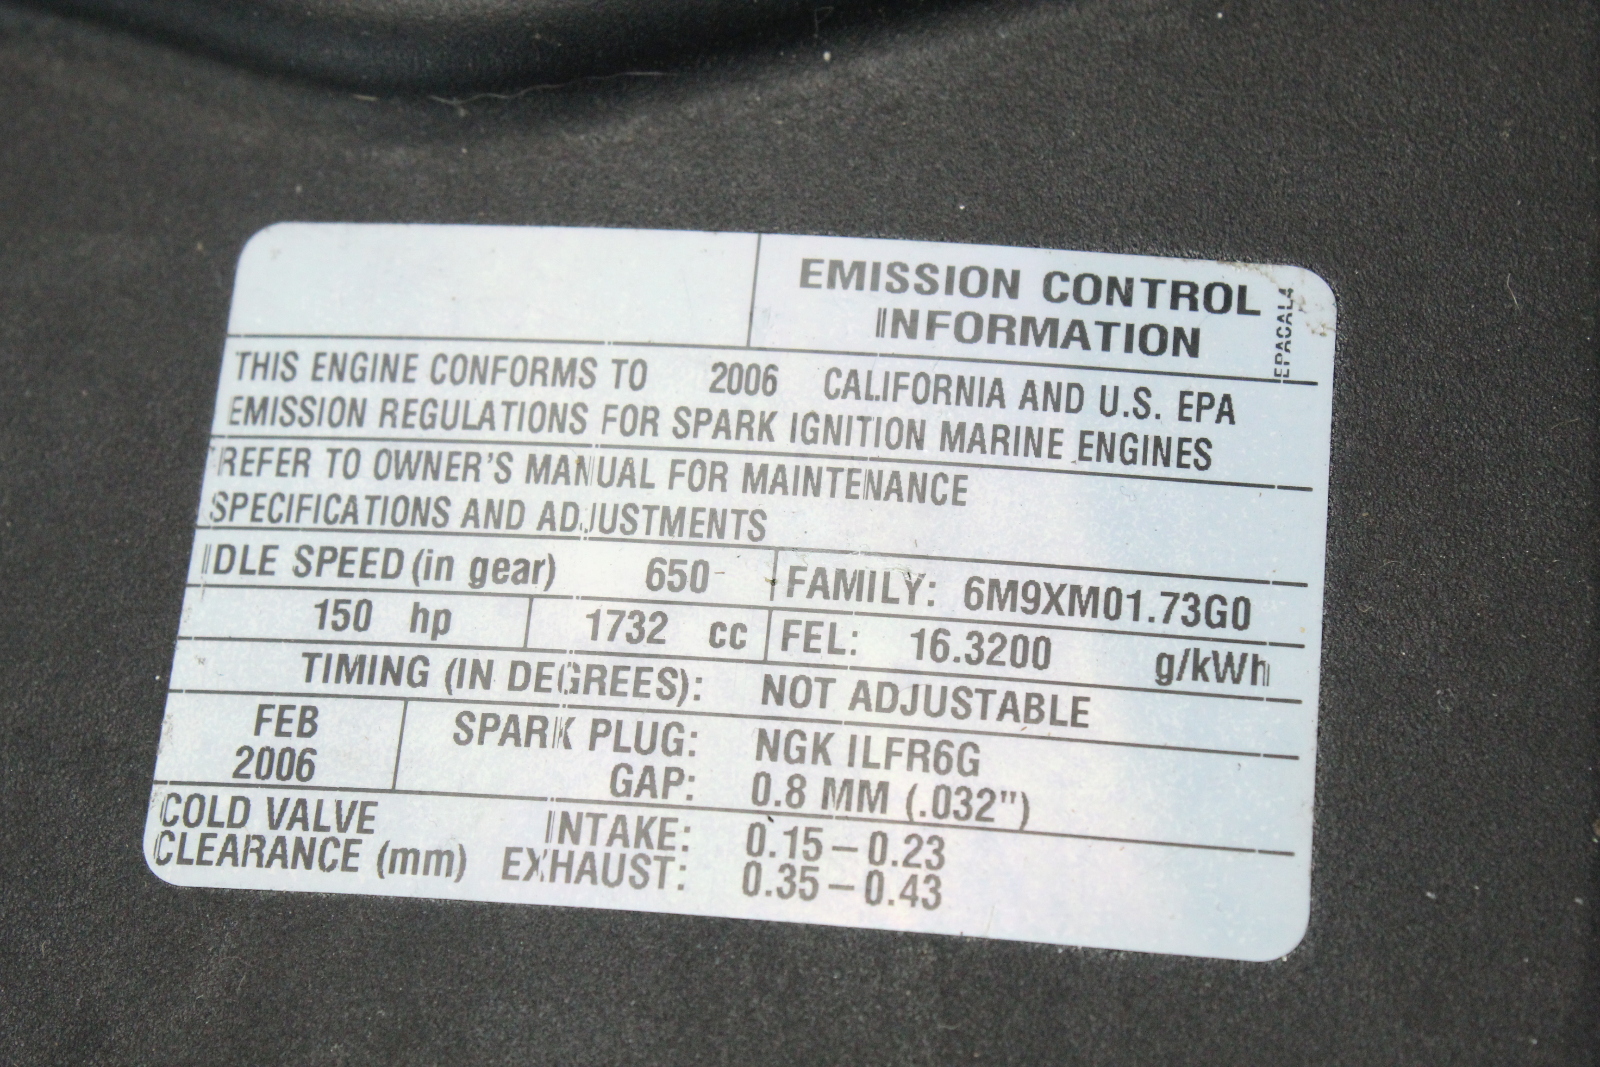 EMISSION CONTROL
INFORMATION
EPACAL4
THIS ENGINE CONFORMS TO 2006 CALIFORNIA AND U.S. EPA
EMISSION REGULATIONS FOR SPARK IGNITION MARINE ENGINES
REFER TO OWNER'S MANUAL FOR MAINTENANCE
SPECIFICATIONS AND ADJUSTMENTS
IDLE SPEED (in gear) 650 FAMILY: 6M9XM01.73G0
150 hp 1732 cc FEL: 16.3200 g/kWh
TIMING (IN DEGREES): NOT ADJUSTABLE
FEB
2006
SPARK PLUG: NGK ILFR6G
GAP: 0.8 MM (.032")
COLD VALVE
CLEARANCE (mm)
INTAKE: 0.15–0.23
EXHAUST: 0.35–0.43